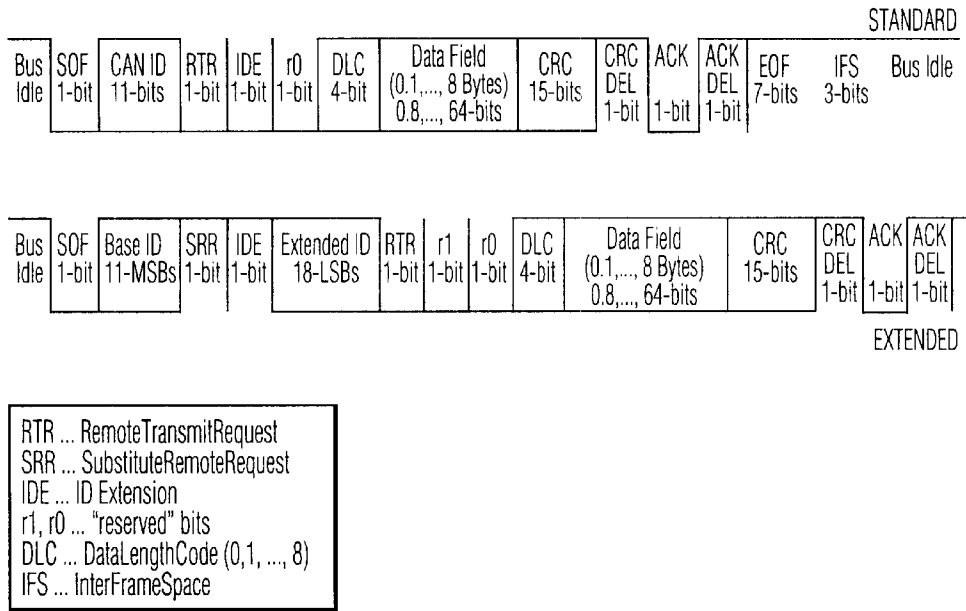 STANDARD
Bus Idle SOF 1-bit CAN ID 11-bits RTR 1-bit IDE 1-bit r0 1-bit DLC 4-bit Data Field (0.1,..., 8 Bytes) 0.8,..., 64-bits CRC 15-bits CRC DEL 1-bit ACK 1-bit ACK DEL 1-bit EOF 7-bits IFS 3-bits Bus Idle
Bus Idle SOF 1-bit Base ID 11-MSBs SRR 1-bit IDE 1-bit Extended ID 18-LSBs RTR 1-bit r1 1-bit r0 1-bit DLC 4-bit Data Field (0.1,..., 8 Bytes) 0.8,..., 64-bits CRC 15-bits CRC DEL 1-bit ACK 1-bit ACK DEL 1-bit
EXTENDED
RTR ... RemoteTransmitRequest
SRR ... SubstituteRemoteRequest
IDE ... ID Extension
r1, r0 ... "reserved" bits
DLC ... DataLengthCode (0,1, ..., 8)
IFS ... InterFrameSpace